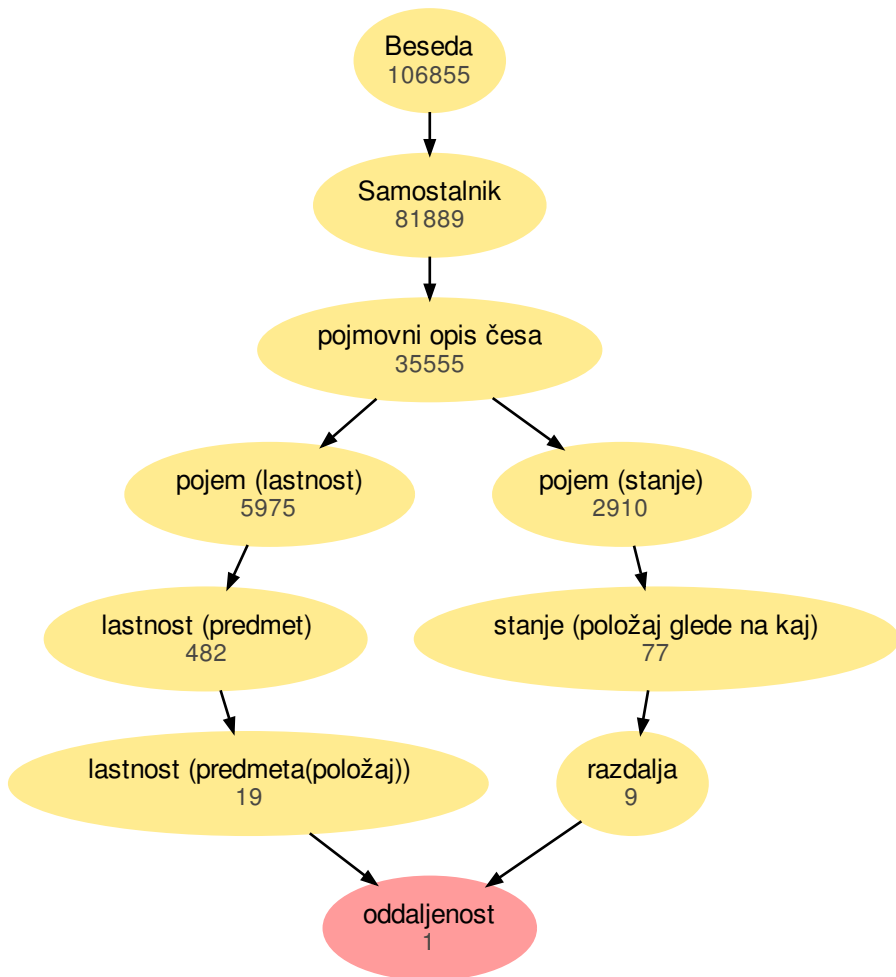 Beseda
106855
Samostalnik
81889
pojmovni opis česa
35555
pojem (lastnost)
5975
pojem (stanje)
2910
lastnost (predmet)
482
stanje (položaj glede na kaj)
77
lastnost (predmeta(položaj))
19
razdalja
9
oddaljenost
1